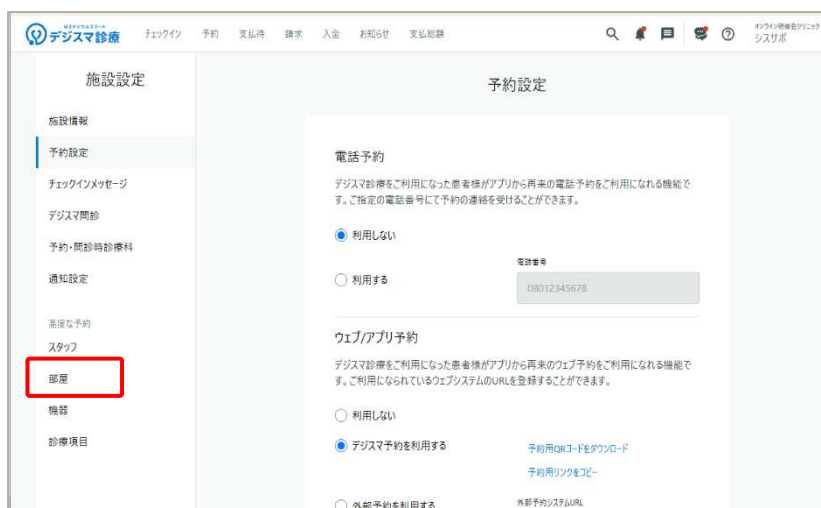 デジスマ診療
チェックイン 予約 支払待 請求 入金 お知らせ 支払総額
シスサポ
施設設定
施設情報
予約設定
チェックインメッセージ
デジスマ問診
予約・問診時診療科
通知設定
高度な予約
スタッフ
部屋
機器
診療項目
予約設定
電話予約
デジスマ診療をご利用になった患者様がアプリから再来の電話予約をご利用になれる機能で
す。ご指定の電話番号にて予約の連絡を受けることができます。
利用しない
電話番号
利用する
08012345678
ウェブ/アプリ予約
デジスマ診療をご利用になった患者様がアプリから再来のウェブ予約をご利用になれる機能で
す。ご利用になられているウェブシステムのURLを登録することができます。
利用しない
デジスマ予約を利用する
予約用QRコードをダウンロード
予約用リンクをコピー
外部予約システムURL
外部予約を利用する